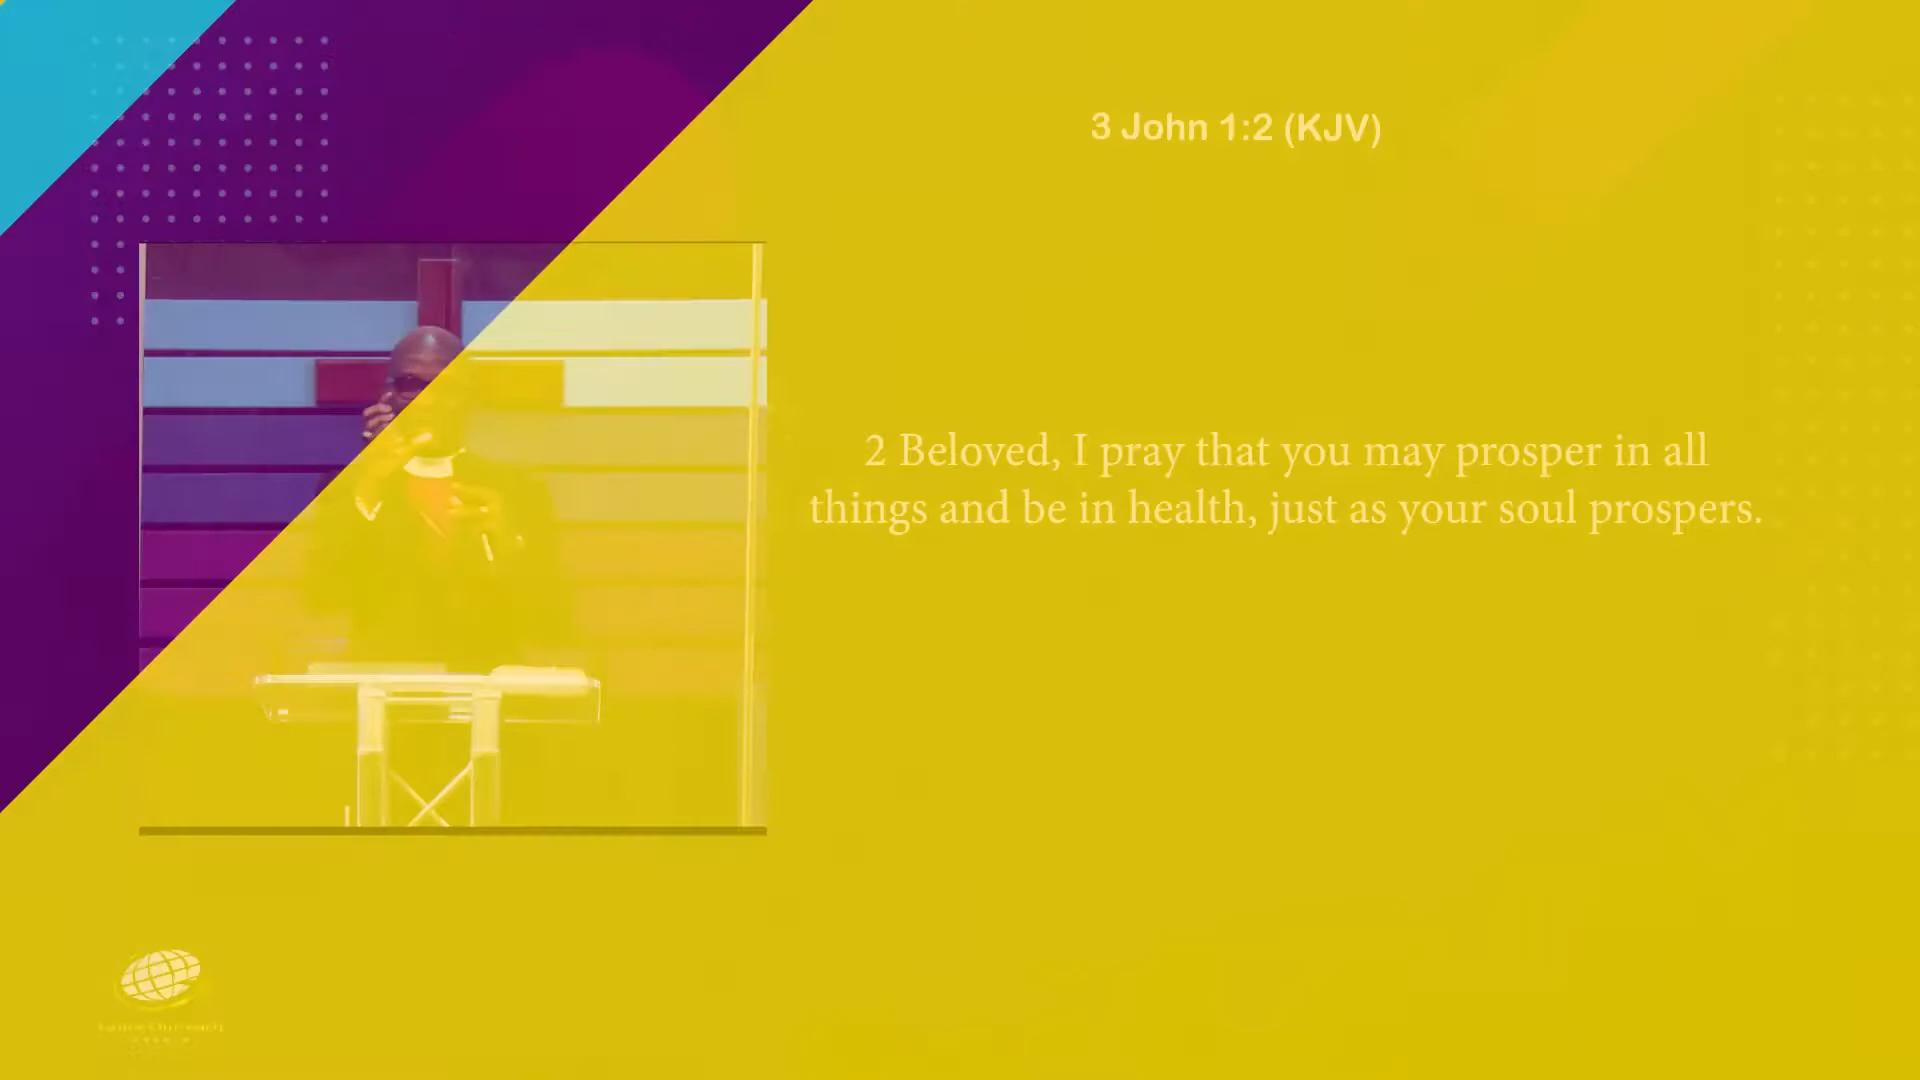 3 John 1:2 (KJV)
2 Beloved, I pray that you may prosper in all
things and be in health, just as your soul prospers.